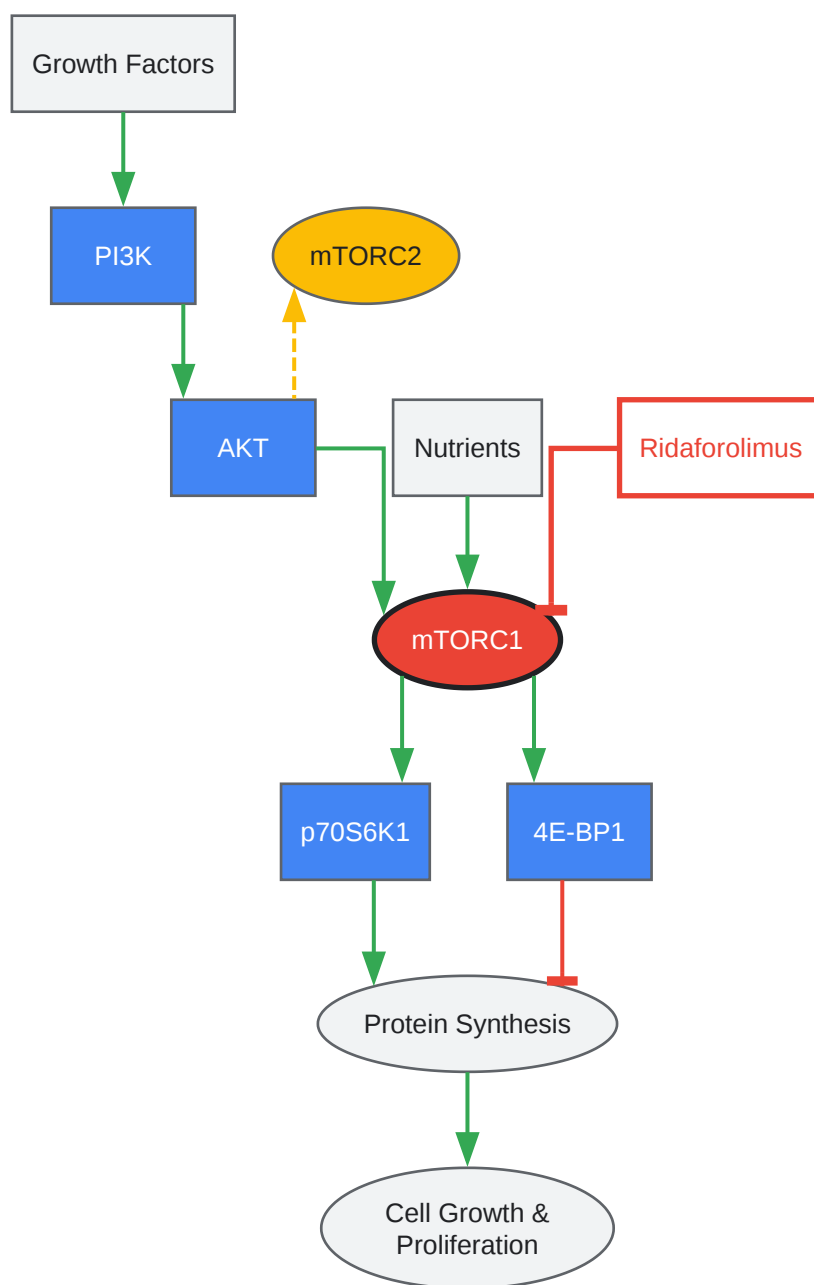 Growth Factors
PI3K
mTORC2
AKT
Nutrients
Ridaforolimus
mTORC1
p70S6K1
4E-BP1
Protein Synthesis
Cell Growth &
Proliferation